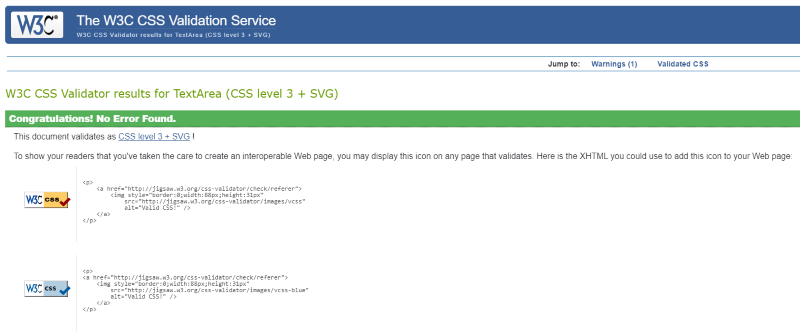 W3C®
The W3C CSS Validation Service
W3C CSS Validator results for TextArea (CSS level 3 + SVG)
Jump to: Warnings (1) Validated CSS
W3C CSS Validator results for TextArea (CSS level 3 + SVG)
Congratulations! No Error Found.
This document validates as CSS level 3 + SVG !
To show your readers that you've taken the care to create an interoperable Web page, you may display this icon on any page that validates. Here is the XHTML you could use to add this icon to your Web page:
W3C css
<p>
<a href="http://jigsaw.w3.org/css-validator/check/referer">
<img style="border:0;width:88px;height:31px"
src="http://jigsaw.w3.org/css-validator/images/vcss"
alt="Valid CSS!" />
</a>
</p>
W3C css
<p>
<a href="http://jigsaw.w3.org/css-validator/check/referer">
<img style="border:0;width:88px;height:31px"
src="http://jigsaw.w3.org/css-validator/images/vcss-blue"
alt="Valid CSS!" />
</a>
</p>